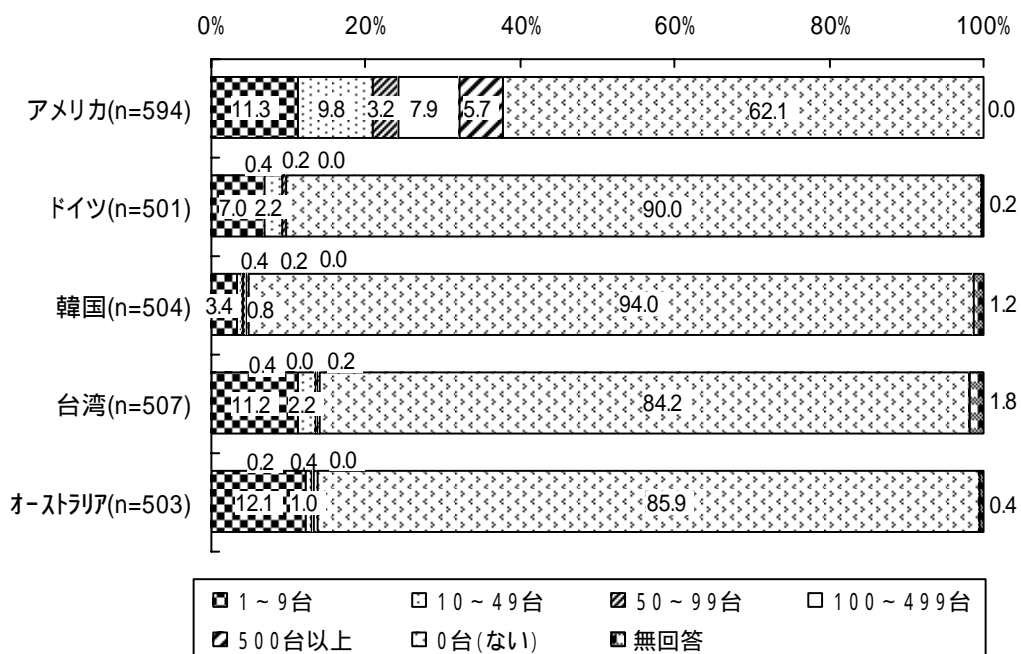 0% 20% 40% 60% 80% 100%
アメリカ(n=594) 11.3 9.8 3.2 7.9 5.7 62.1 0.0
0.4 0.2 0.0
ドイツ(n=501) 7.0 2.2 90.0 0.2
0.4 0.2 0.0
韓国(n=504) 3.4 0.8 94.0 1.2
0.4 0.0 0.2
台湾(n=507) 11.2 2.2 84.2 1.8
0.2 0.4 0.0
オーストラリア(n=503) 12.1 1.0 85.9 0.4
1~9台 10~49台 50~99台 100~499台
500台以上 0台(ない) 無回答